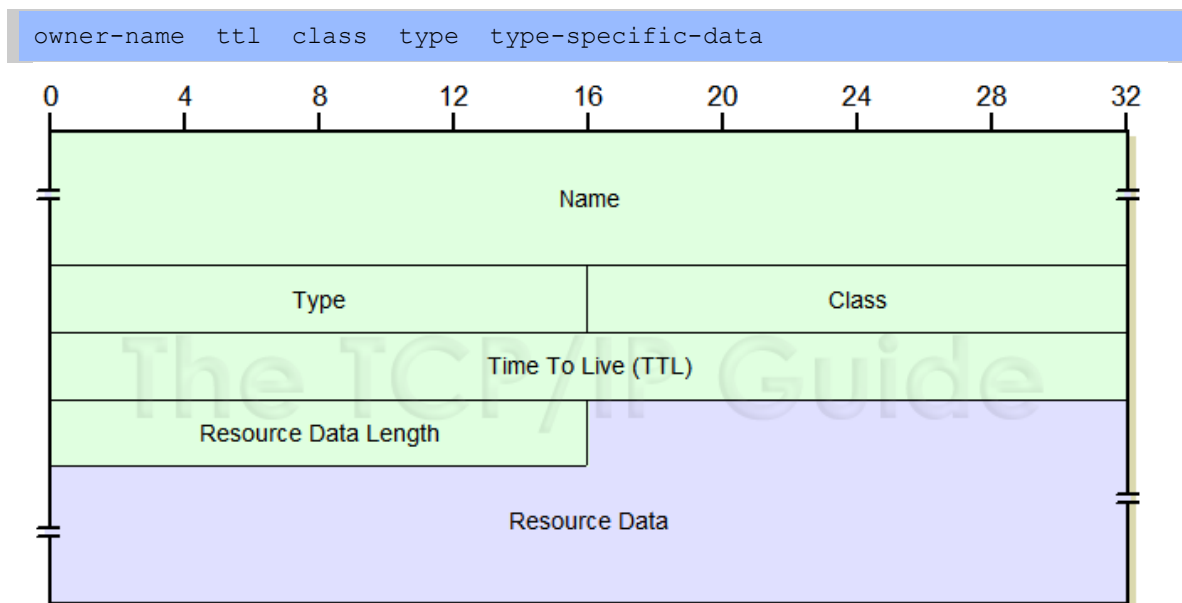 owner-name  ttl  class  type  type-specific-data
0 4 8 12 16 20 24 28 32
Name
Type Class
The TCP/IP Guide
Time To Live (TTL)
Resource Data Length
Resource Data